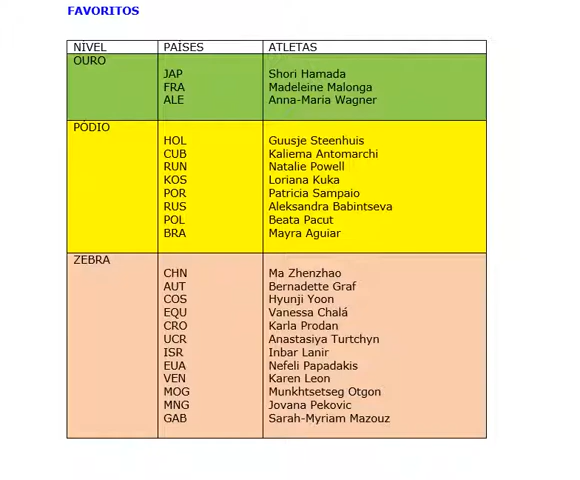 FAVORITOS
NÍVEL PAÍSES ATLETAS
OURO
JAP Shori Hamada
FRA Madeleine Malonga
ALE Anna-Maria Wagner
PÓDIO
HOL Guusje Steenhuis
CUB Kaliema Antomarchi
RUN Natalie Powell
KOS Loriana Kuka
POR Patricia Sampaio
RUS Aleksandra Babintseva
POL Beata Pacut
BRA Mayra Aguiar
ZEBRA
CHN Ma Zhenzhao
AUT Bernadette Graf
COS Hyunji Yoon
EQU Vanessa Chalá
CRO Karla Prodan
UCR Anastasiya Turtchyn
ISR Inbar Lanir
EUA Nefeli Papadakis
VEN Karen Leon
MOG Munkhtsetseg Otgon
MNG Jovana Pekovic
GAB Sarah-Myriam Mazouz